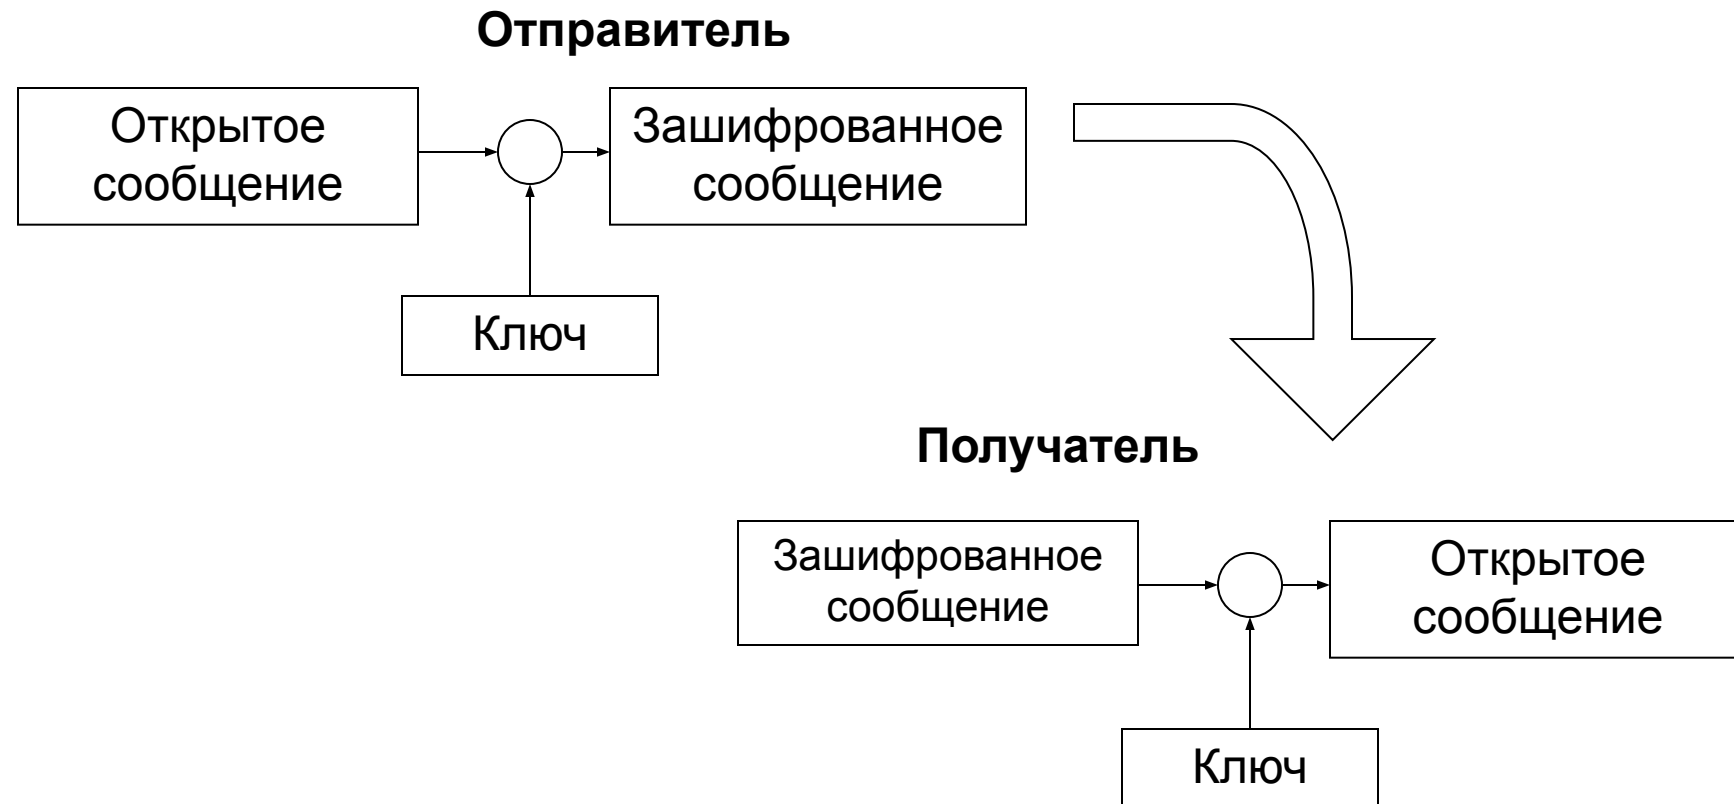 Отправитель
Открытое
сообщение
Зашифрованное
сообщение
Ключ
Получатель
Зашифрованное
сообщение
Открытое
сообщение
Ключ